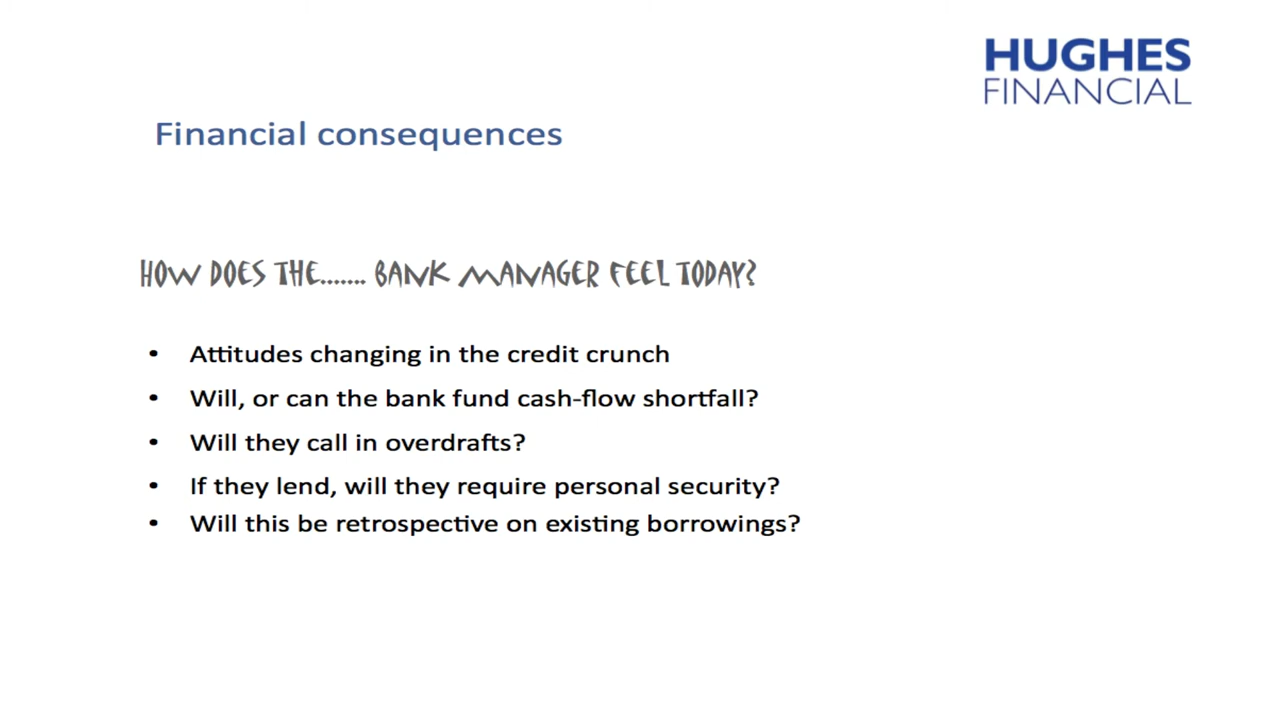 HUGHES
FINANCIAL
Financial consequences
HOW DOES THE....... BANK MANAGER FEEL TODAY?
• Attitudes changing in the credit crunch
• Will, or can the bank fund cash-flow shortfall?
• Will they call in overdrafts?
• If they lend, will they require personal security?
• Will this be retrospective on existing borrowings?